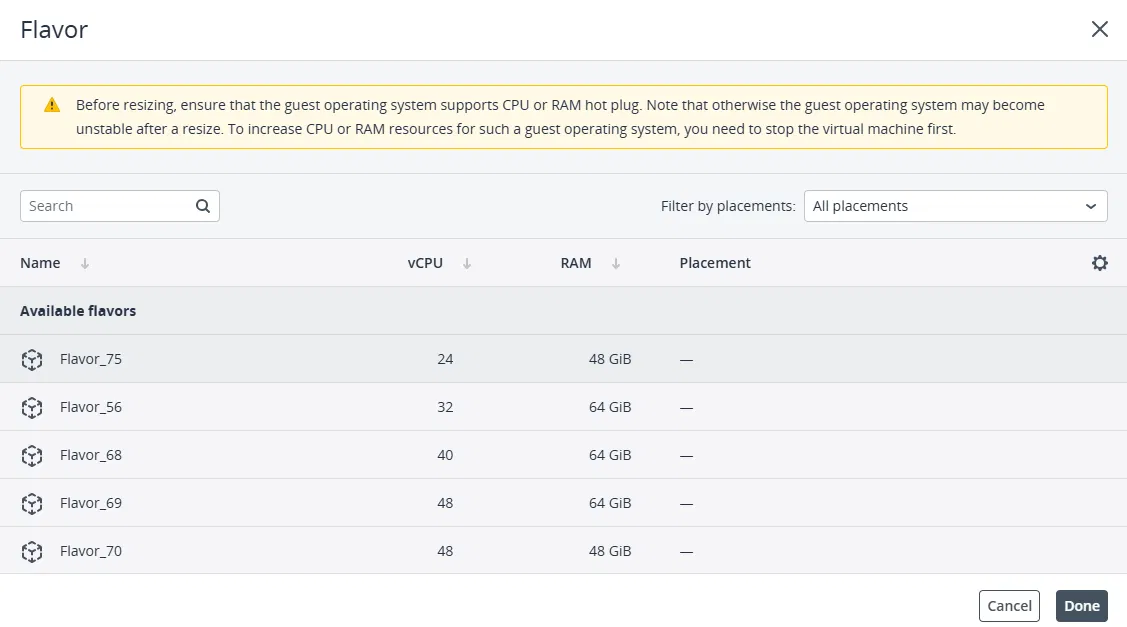 Flavor
Before resizing, ensure that the guest operating system supports CPU or RAM hot plug. Note that otherwise the guest operating system may become
unstable after a resize. To increase CPU or RAM resources for such a guest operating system, you need to stop the virtual machine first.
Search Filter by placements: All placements
Name vCPU RAM Placement
Available flavors
Flavor_75 24 48 GiB —
Flavor_56 32 64 GiB —
Flavor_68 40 64 GiB —
Flavor_69 48 64 GiB —
Flavor_70 48 48 GiB —
Cancel Done